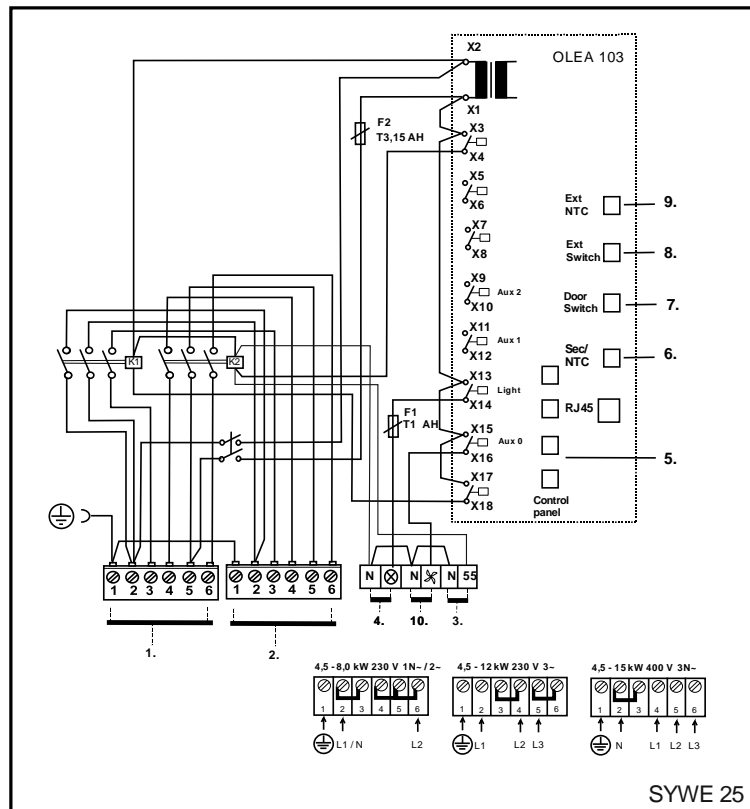 X2
OLEA 103
X1
F2
T3,15 AH
X3
X4
X5
X6
Ext
NTC
9.
X7
X8
Ext
Switch
8.
X9
Aux 2
X10
Door
Switch
7.
X11
Aux 1
X12
Sec/
NTC
6.
K1
K2
X13
Light
X14
RJ45
F1
T1 AH
X15
Aux 0
X16
5.
X17
X18
Control
panel
1 2 3 4 5 6
1 2 3 4 5 6
N N N 55
1.
2.
4.
10.
3.
4,5 - 8,0 kW 230 V 1N~ / 2~
1 2 3 4 5 6
L1 / N L2
4,5 - 12 kW 230 V 3~
1 2 3 4 5 6
L1 L2 L3
4,5 - 15 kW 400 V 3N~
1 2 3 4 5 6
N L1 L2 L3
SYWE 25